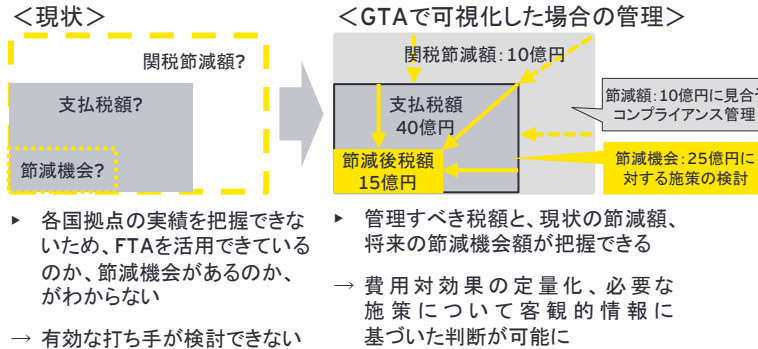 ＜現状＞
関税節減額？
支払税額？
節減機会？
▶ 各国拠点の実績を把握できな
いため、FTAを活用できている
のか、節減機会があるのか、
がわからない
→ 有効な打ち手が検討できない
＜GTAで可視化した場合の管理＞
関税節減額：10億円
支払税額
40億円
節減後税額
15億円
節減額：10億円に見合う
コンプライアンス管理
節減機会：25億円に
対する施策の検討
▶ 管理すべき税額と、現状の節減額、
将来の節減機会額が把握できる
→ 費用対効果の定量化、必要な
施策について客観的情報に
基づいた判断が可能に